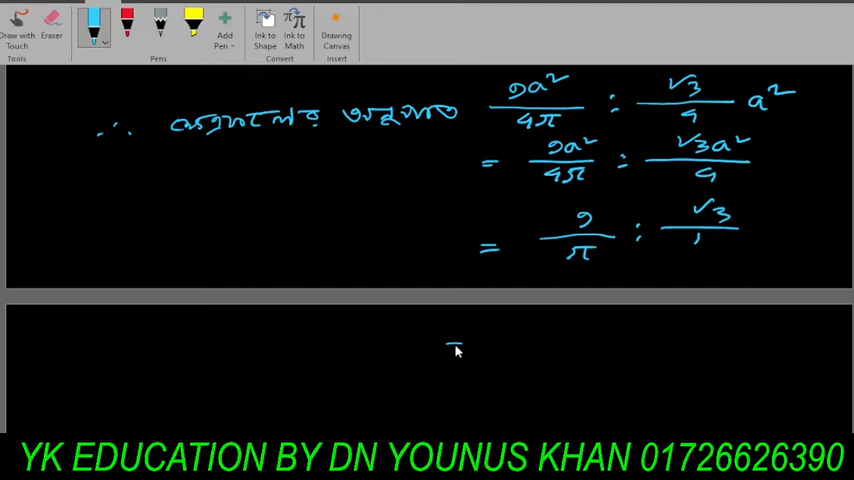 Draw with Touch
Eraser
Add Pen
Ink to Shape
Ink to Math
Drawing Canvas
Tools
Pens
Convert
Insert
∴ ক্ষেত্রফলের অনুপাত 9a²/4π : √3/4 a²
= 9a²/4π : √3a²/4
= 9/π : √3/1
YK EDUCATION BY DN YOUNUS KHAN 01726626390